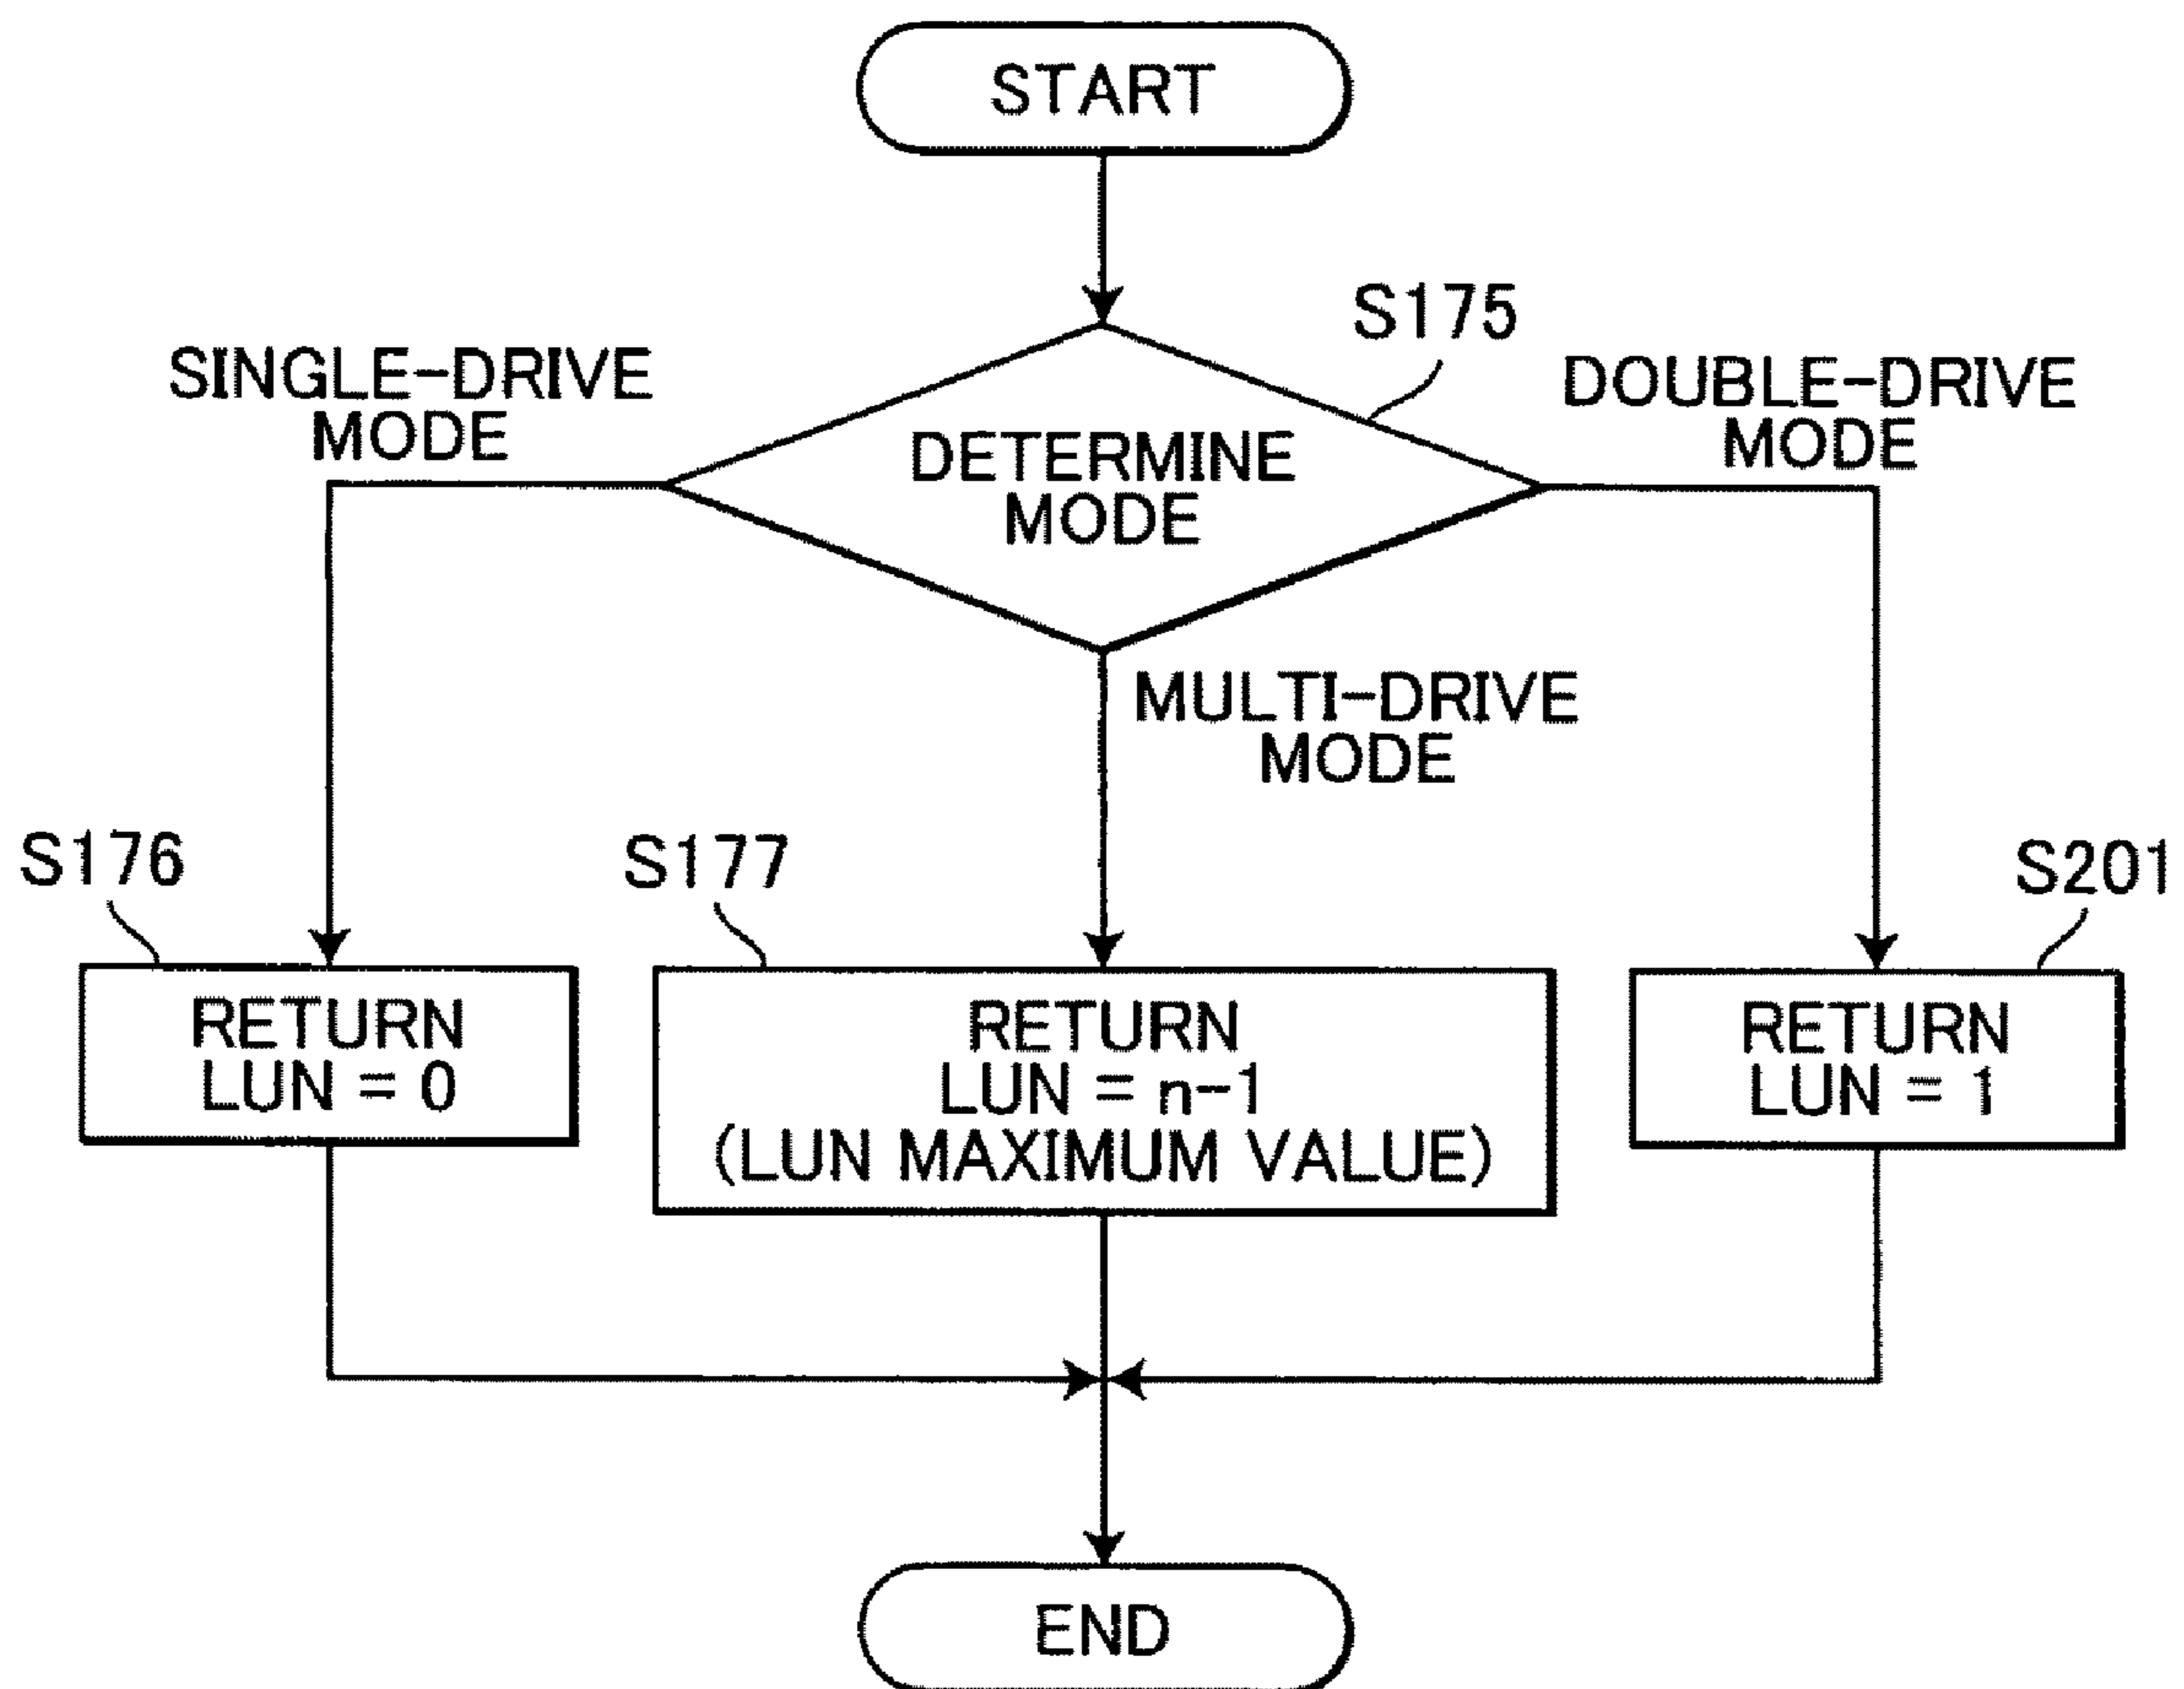 START
S175
SINGLE-DRIVE
MODE
DOUBLE-DRIVE
MODE
DETERMINE
MODE
MULTI-DRIVE
MODE
S176
S177
S201
RETURN
LUN = 0
RETURN
LUN = n-1
(LUN MAXIMUM VALUE)
RETURN
LUN = 1
END